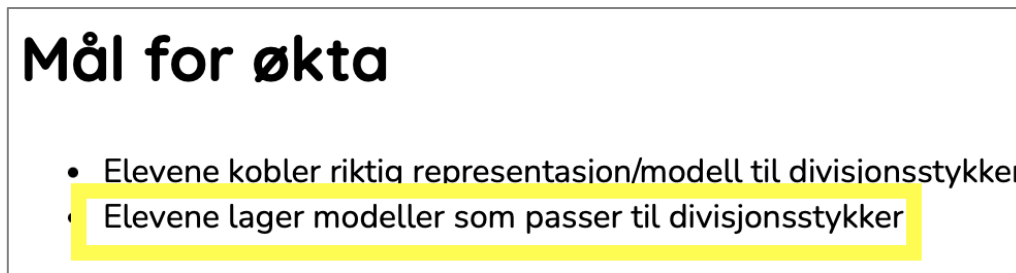 Mål for økta
• Elevene kobler riktig representasjon/modell til divisjonsstykker
• Elevene lager modeller som passer til divisjonsstykker